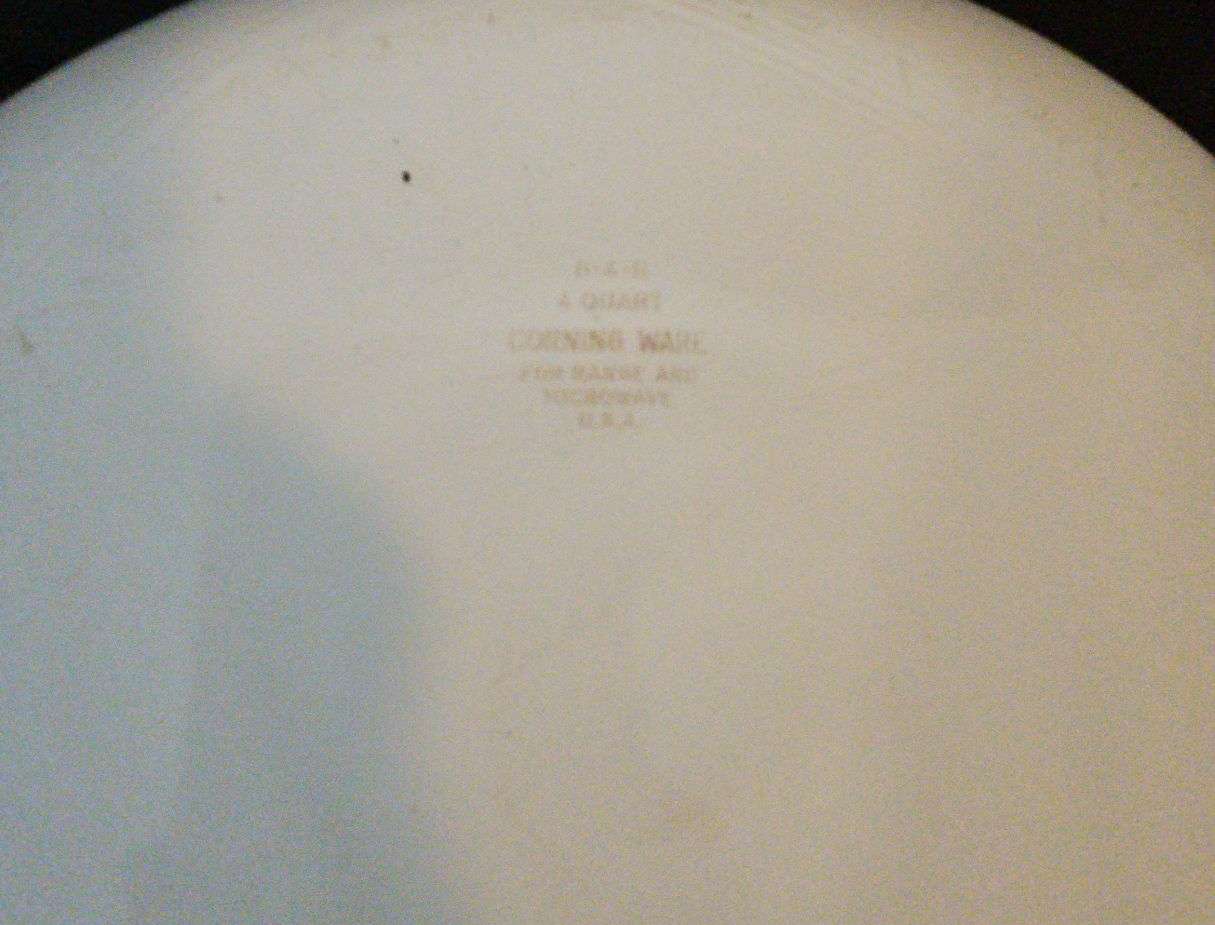 4 QUART
CORNING WARE
FOR RANGE AND
MICROWAVE
U.S.A.